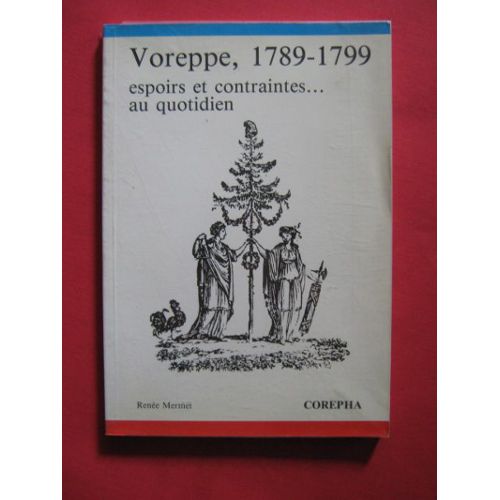 Voreppe, 1789-1799
espoirs et contraintes...
au quotidien
Renée Mermet
COREPHA